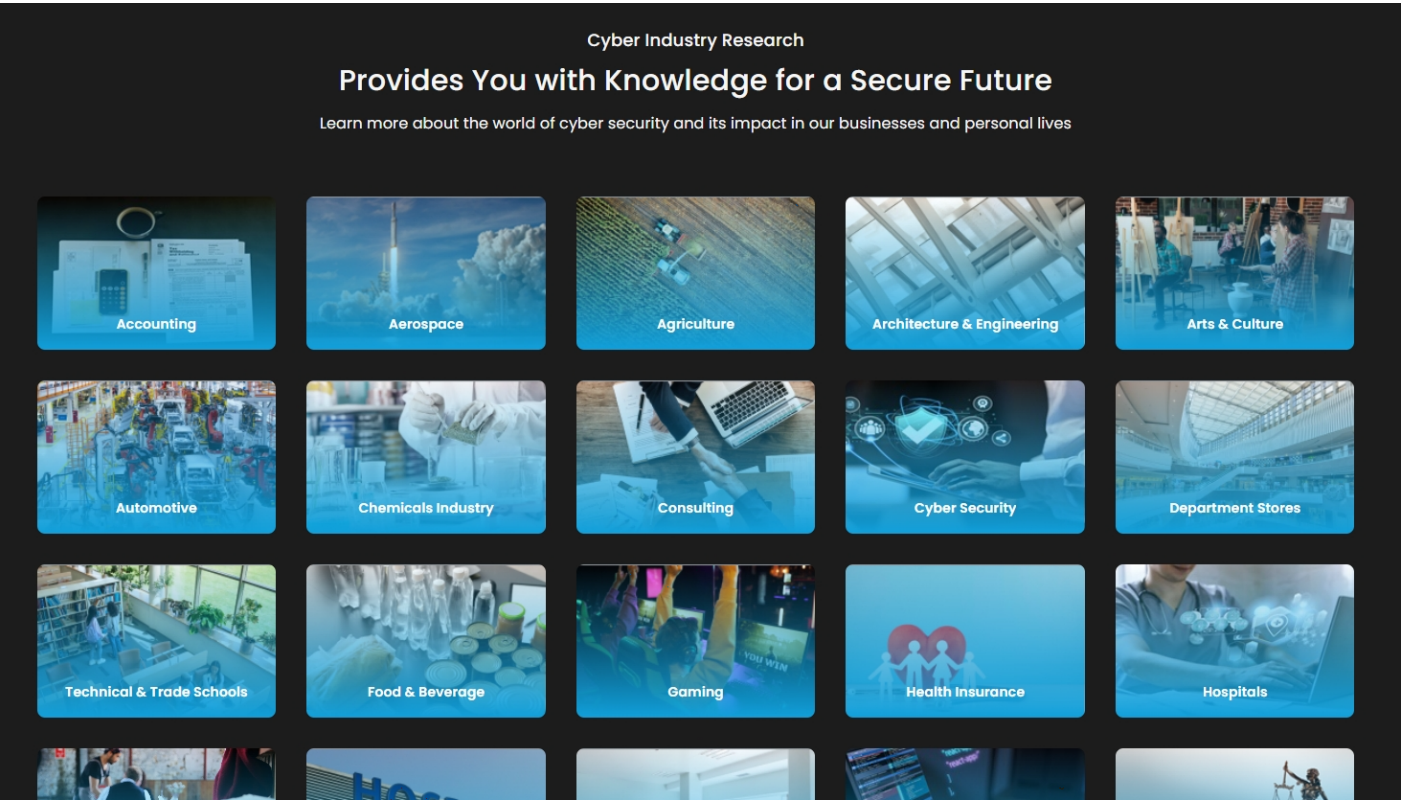 Cyber Industry Research
Provides You with Knowledge for a Secure Future
Learn more about the world of cyber security and its impact in our businesses and personal lives
Accounting
Aerospace
Agriculture
Architecture & Engineering
Arts & Culture
Automotive
Chemicals Industry
Consulting
Cyber Security
Department Stores
Technical & Trade Schools
Food & Beverage
YOU WIN
Gaming
Health Insurance
Hospitals